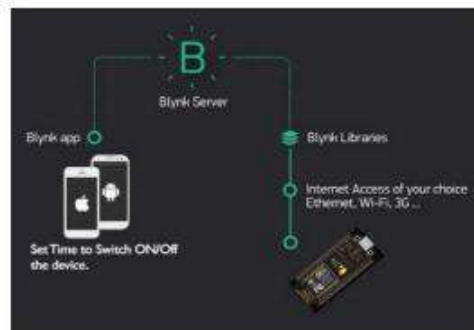 B
Blynk Server
Blynk app
Blynk Libraries
Internet Access of your choice
Ethernet, Wi-Fi, 3G ...
Set Time to Switch ON/Off
the device.